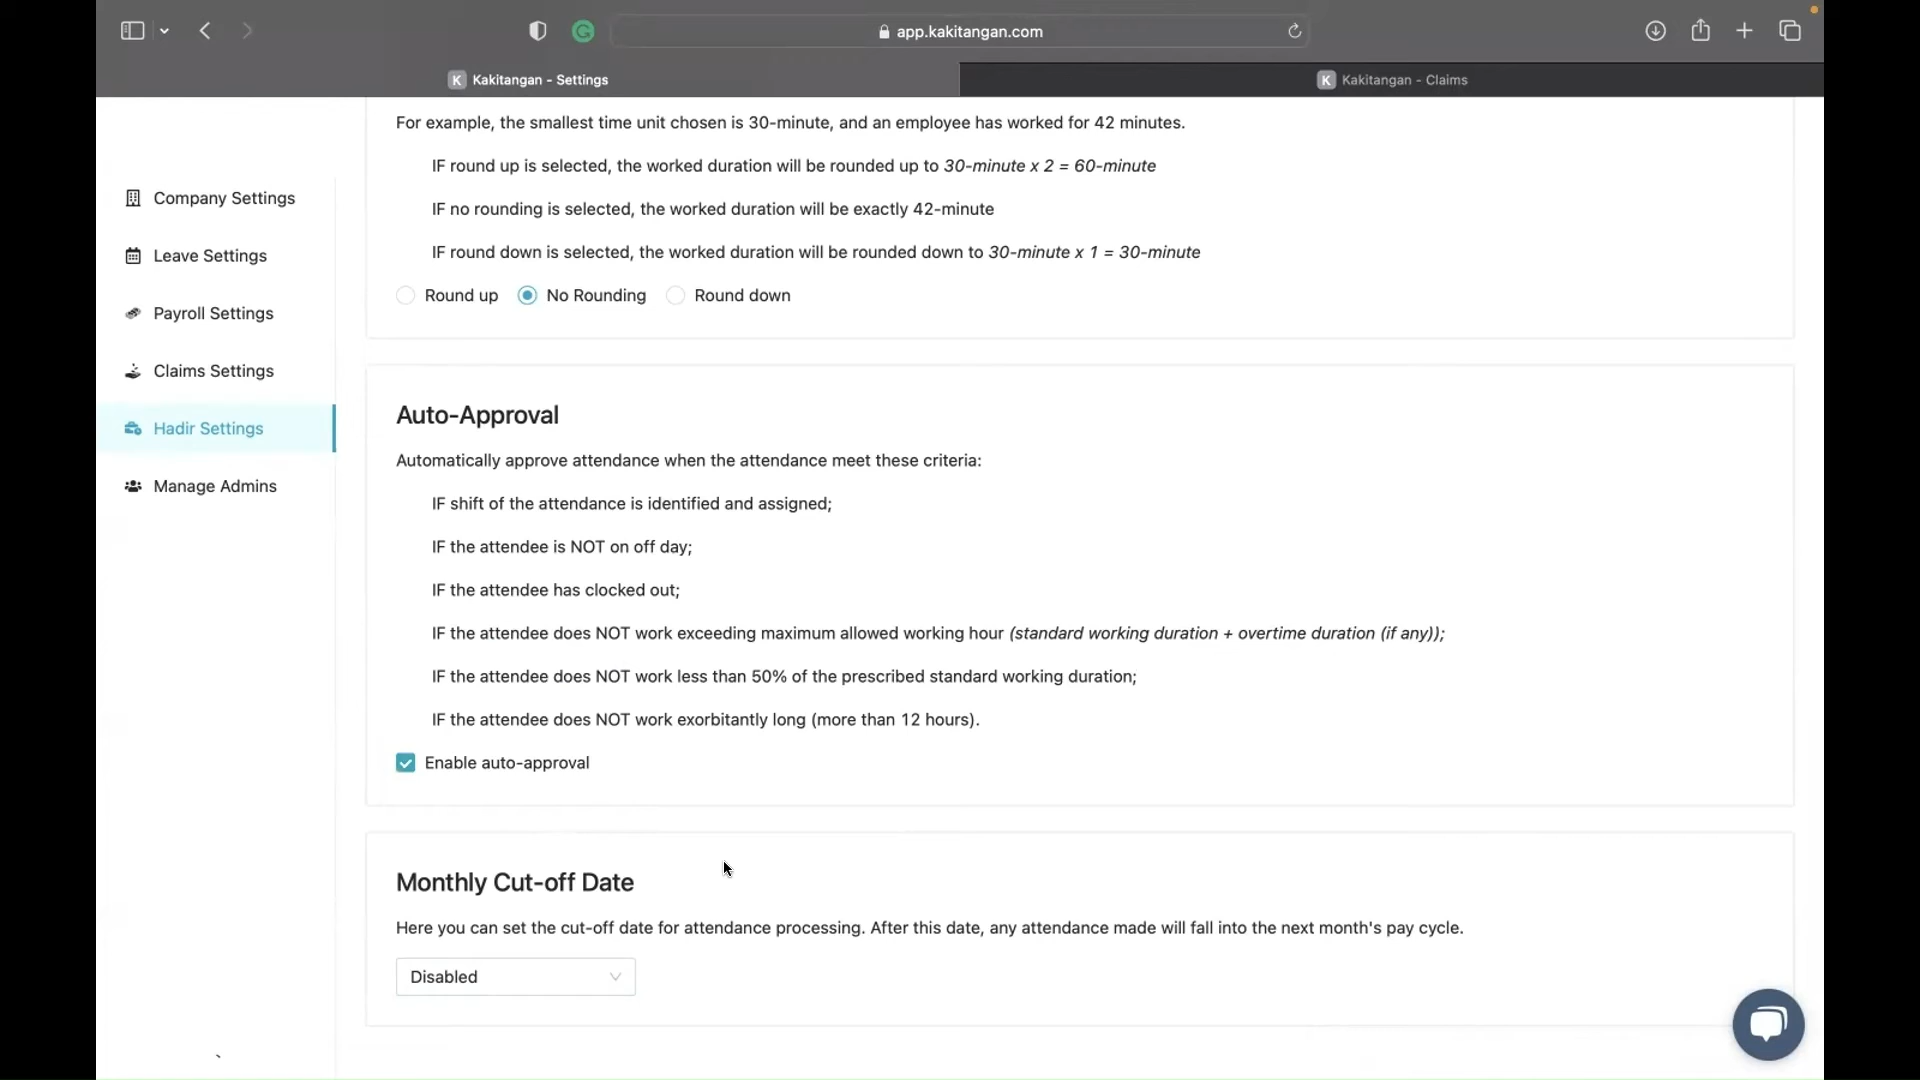 app.kakitangan.com
K Kakitangan - Settings
K Kakitangan - Claims
For example, the smallest time unit chosen is 30-minute, and an employee has worked for 42 minutes.
IF round up is selected, the worked duration will be rounded up to 30-minute x 2 = 60-minute
IF no rounding is selected, the worked duration will be exactly 42-minute
IF round down is selected, the worked duration will be rounded down to 30-minute x 1 = 30-minute
Round up No Rounding Round down
Company Settings
Leave Settings
Payroll Settings
Claims Settings
Hadir Settings
Manage Admins
Auto-Approval
Automatically approve attendance when the attendance meet these criteria:
IF shift of the attendance is identified and assigned;
IF the attendee is NOT on off day;
IF the attendee has clocked out;
IF the attendee does NOT work exceeding maximum allowed working hour (standard working duration + overtime duration (if any));
IF the attendee does NOT work less than 50% of the prescribed standard working duration;
IF the attendee does NOT work exorbitantly long (more than 12 hours).
Enable auto-approval
Monthly Cut-off Date
Here you can set the cut-off date for attendance processing. After this date, any attendance made will fall into the next month's pay cycle.
Disabled